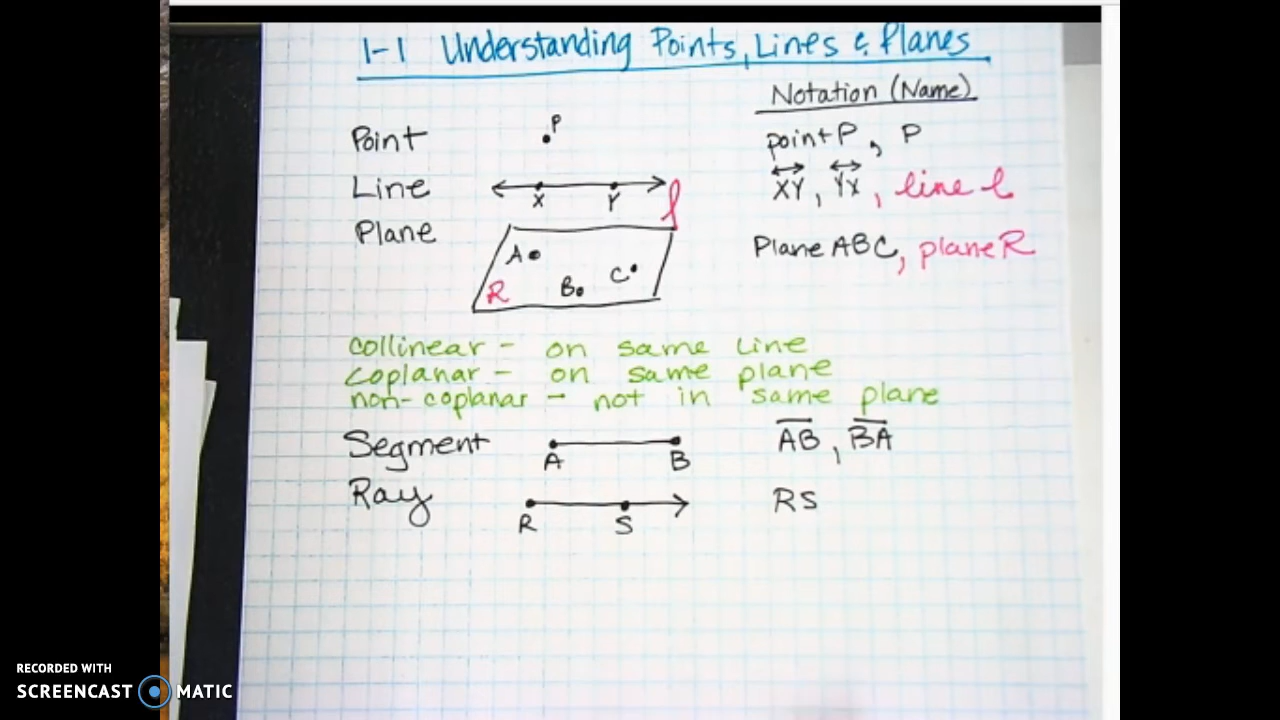 1-1 Understanding Points, Lines & Planes
Notation (Name)
Point P point P, P
Line X Y l XY, YX, line l
Plane A B C R Plane ABC, plane R
collinear - on same line
coplanar - on same plane
non-coplanar - not in same plane
Segment A B AB, BA
Ray R S RS
RECORDED WITH
SCREENCAST MATIC